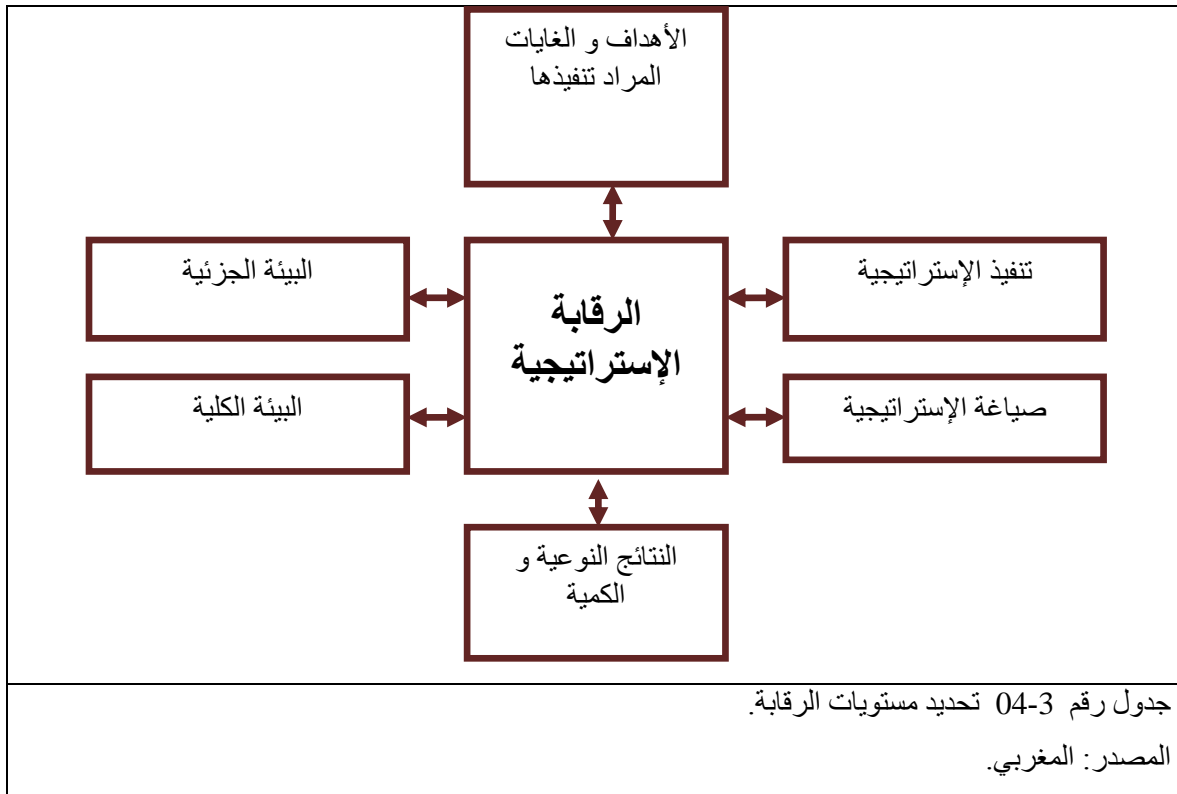 الأهداف و الغايات
المراد تنفيذها
تنفيذ الإستراتيجية
البيئة الجزئية
الرقابة
الإستراتيجية
صياغة الإستراتيجية
البيئة الكلية
النتائج النوعية و
الكمية
جدول رقم 3-04 تحديد مستويات الرقابة.
المصدر: المغربي.